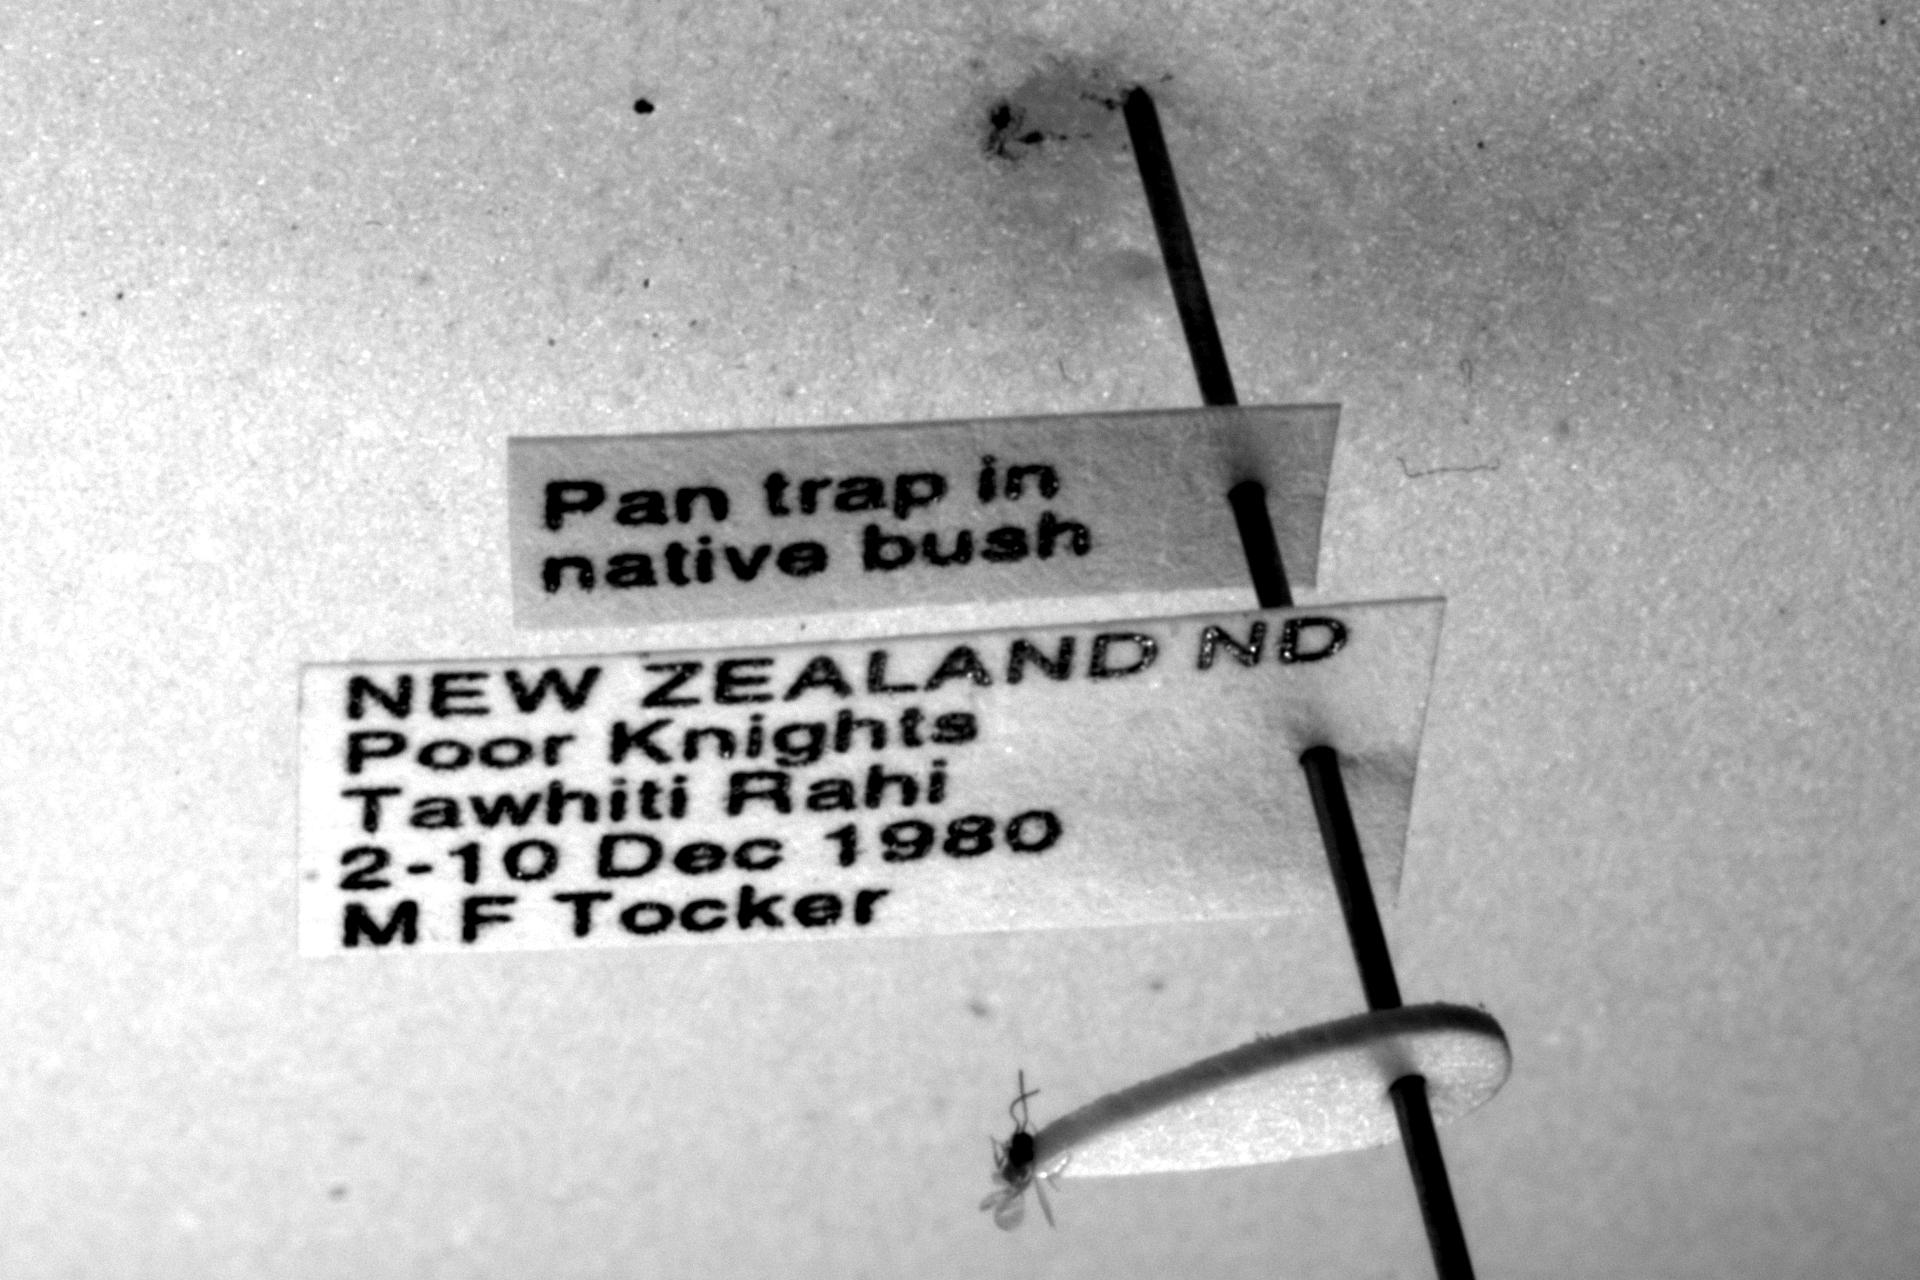 Pan trap in
native bush
NEW ZEALAND ND
Poor Knights
Tawhiti Rahi
2-10 Dec 1980
M F Tocker